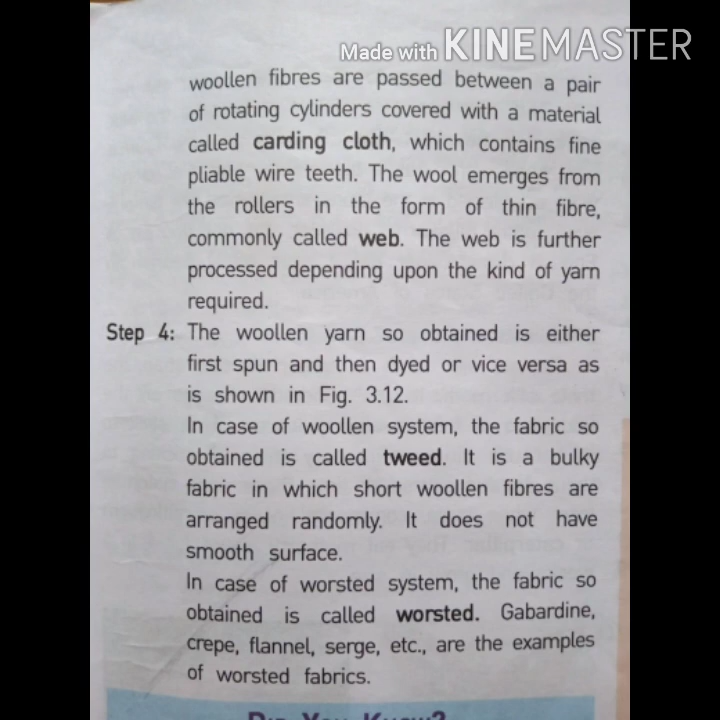 Made with KINEMASTER
woollen fibres are passed between a pair
of rotating cylinders covered with a material
called carding cloth, which contains fine
pliable wire teeth. The wool emerges from
the rollers in the form of thin fibre,
commonly called web. The web is further
processed depending upon the kind of yarn
required.
Step 4: The woollen yarn so obtained is either
first spun and then dyed or vice versa as
is shown in Fig. 3.12.
In case of woollen system, the fabric so
obtained is called tweed. It is a bulky
fabric in which short woollen fibres are
arranged randomly. It does not have
smooth surface.
In case of worsted system, the fabric so
obtained is called worsted. Gabardine,
crepe, flannel, serge, etc., are the examples
of worsted fabrics.
Did You Know?